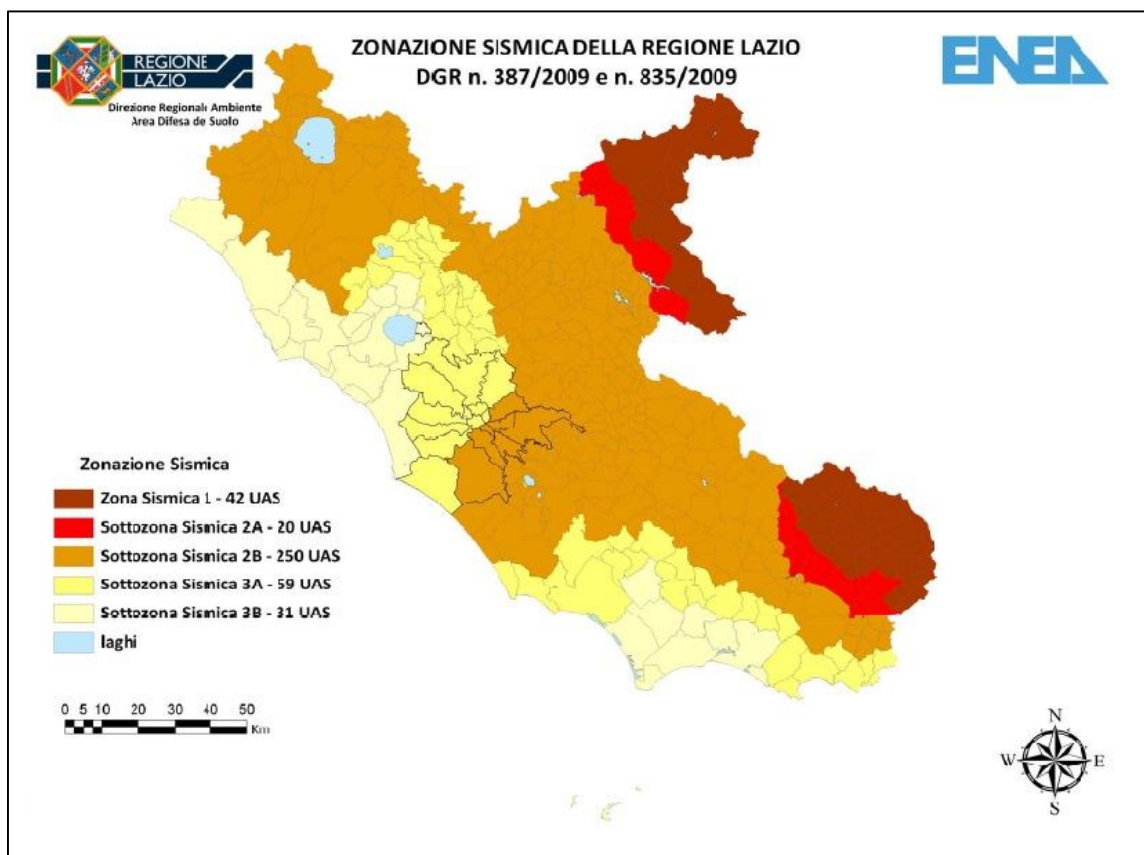 ZONAZIONE SISMICA DELLA REGIONE LAZIO
DGR n. 387/2009 e n. 835/2009
REGIONE
LAZIO
Direzione Regionale Ambiente
Area Difesa de Suolo
ENEA
Zonazione Sismica
Zona Sismica 1 - 42 UAS
Sottozona Sismica 2A - 20 UAS
Sottozona Sismica 2B - 250 UAS
Sottozona Sismica 3A - 59 UAS
Sottozona Sismica 3B - 31 UAS
laghi
0 5 10 20 30 40 50
Km
N
W E
S